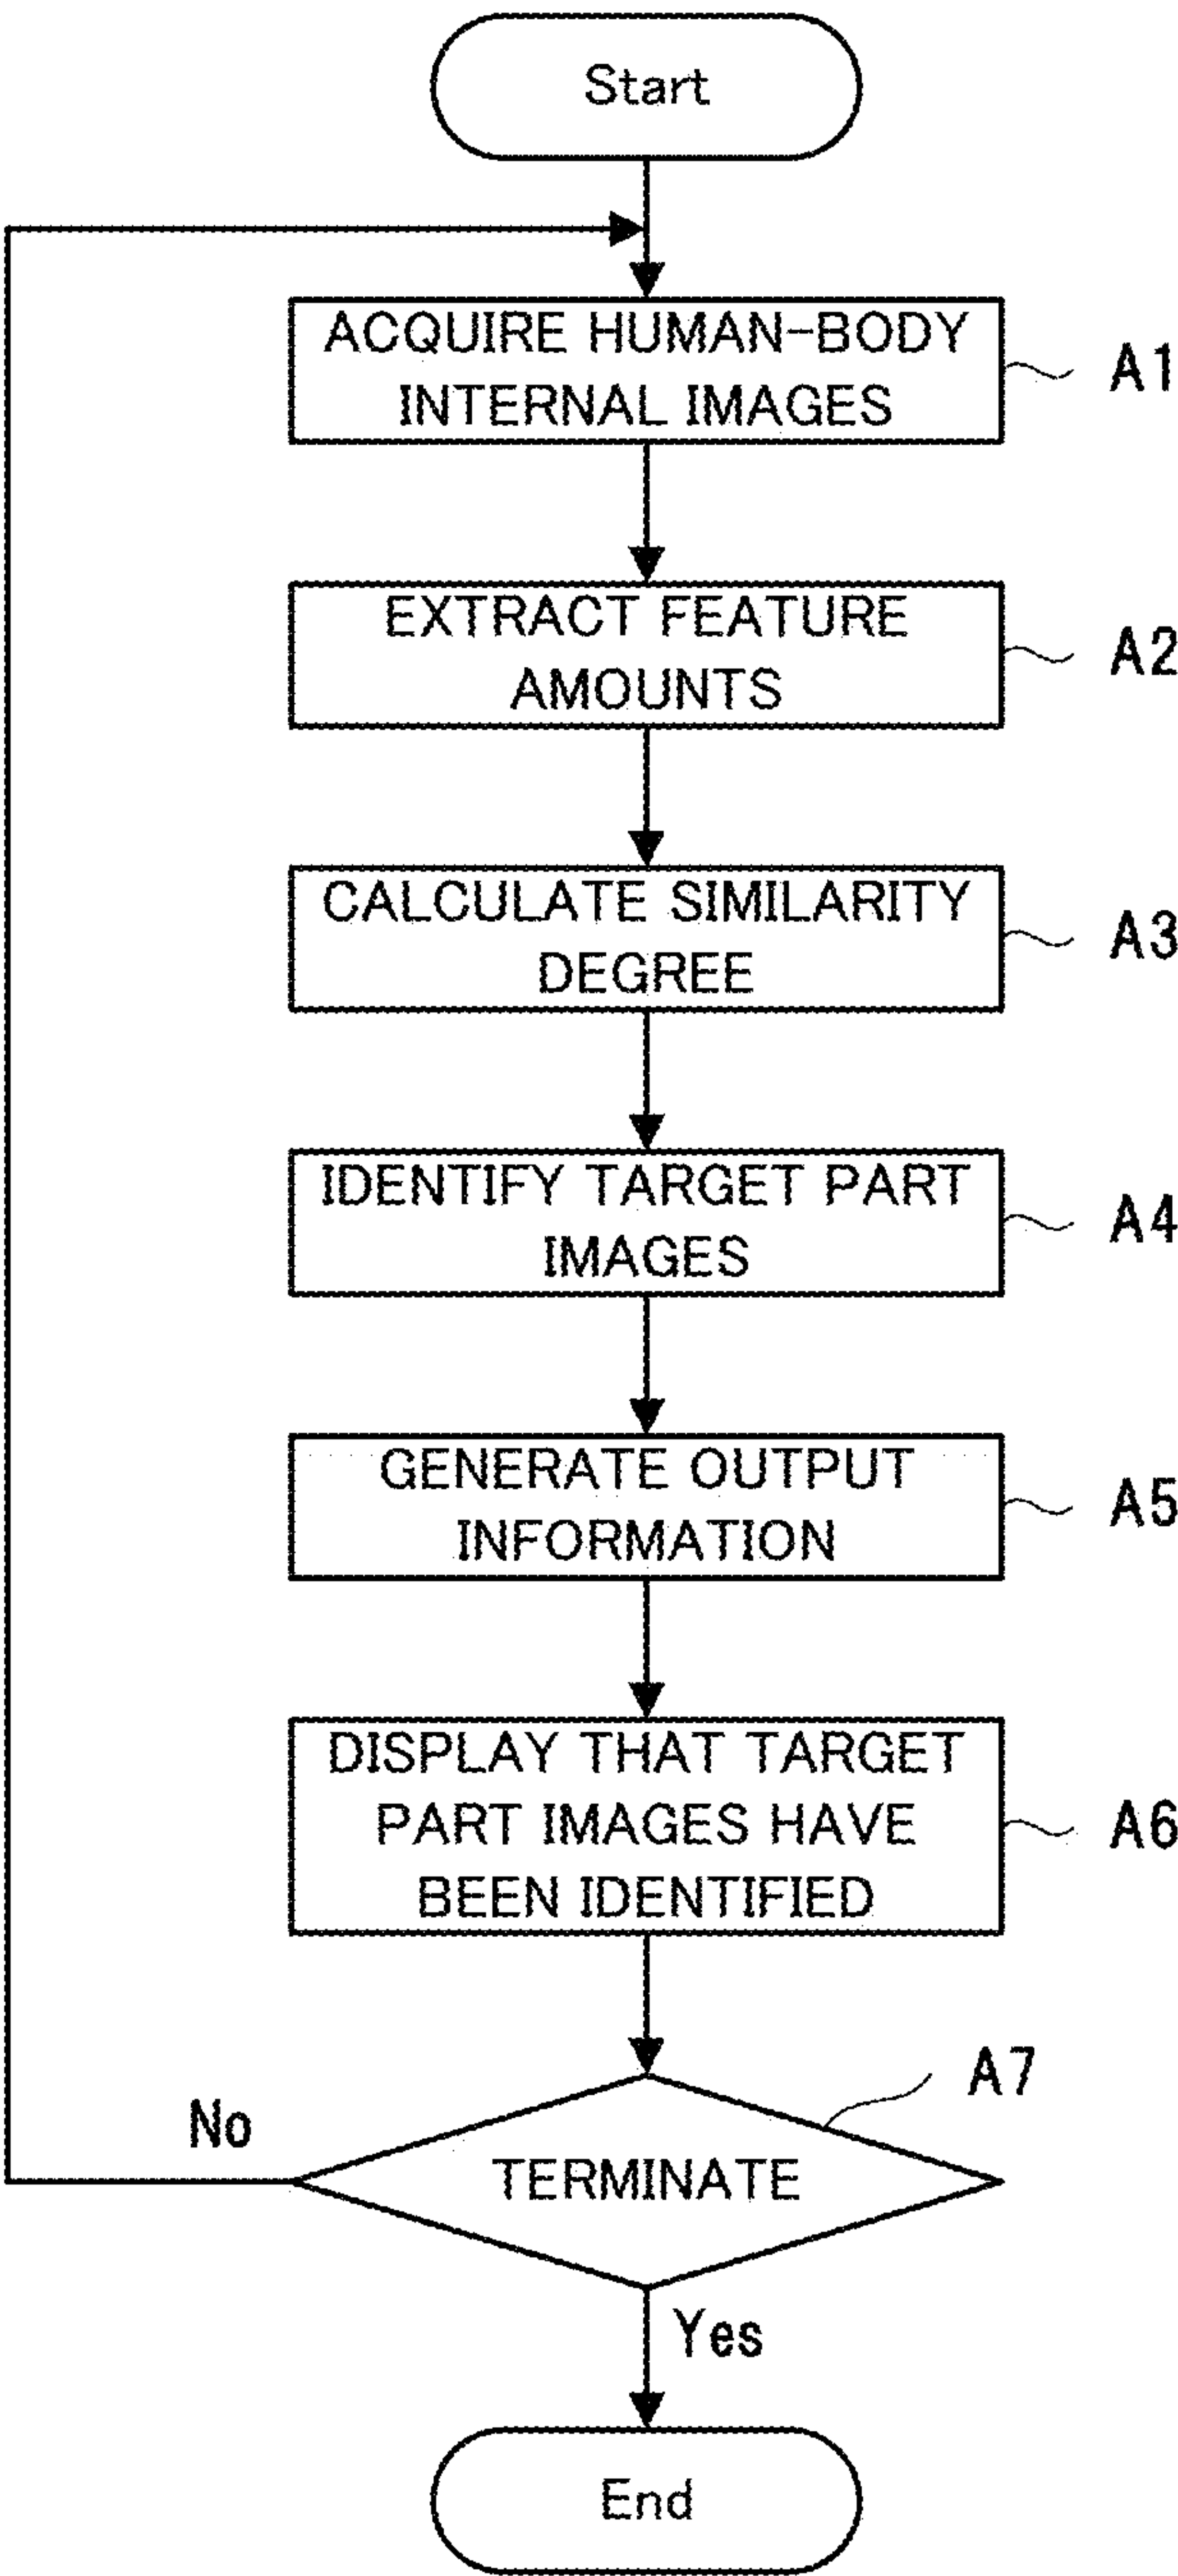 Start
ACQUIRE HUMAN-BODY
INTERNAL IMAGES
A1
EXTRACT FEATURE
AMOUNTS
A2
CALCULATE SIMILARITY
DEGREE
A3
IDENTIFY TARGET PART
IMAGES
A4
GENERATE OUTPUT
INFORMATION
A5
DISPLAY THAT TARGET
PART IMAGES HAVE
BEEN IDENTIFIED
A6
A7
No
TERMINATE
Yes
End